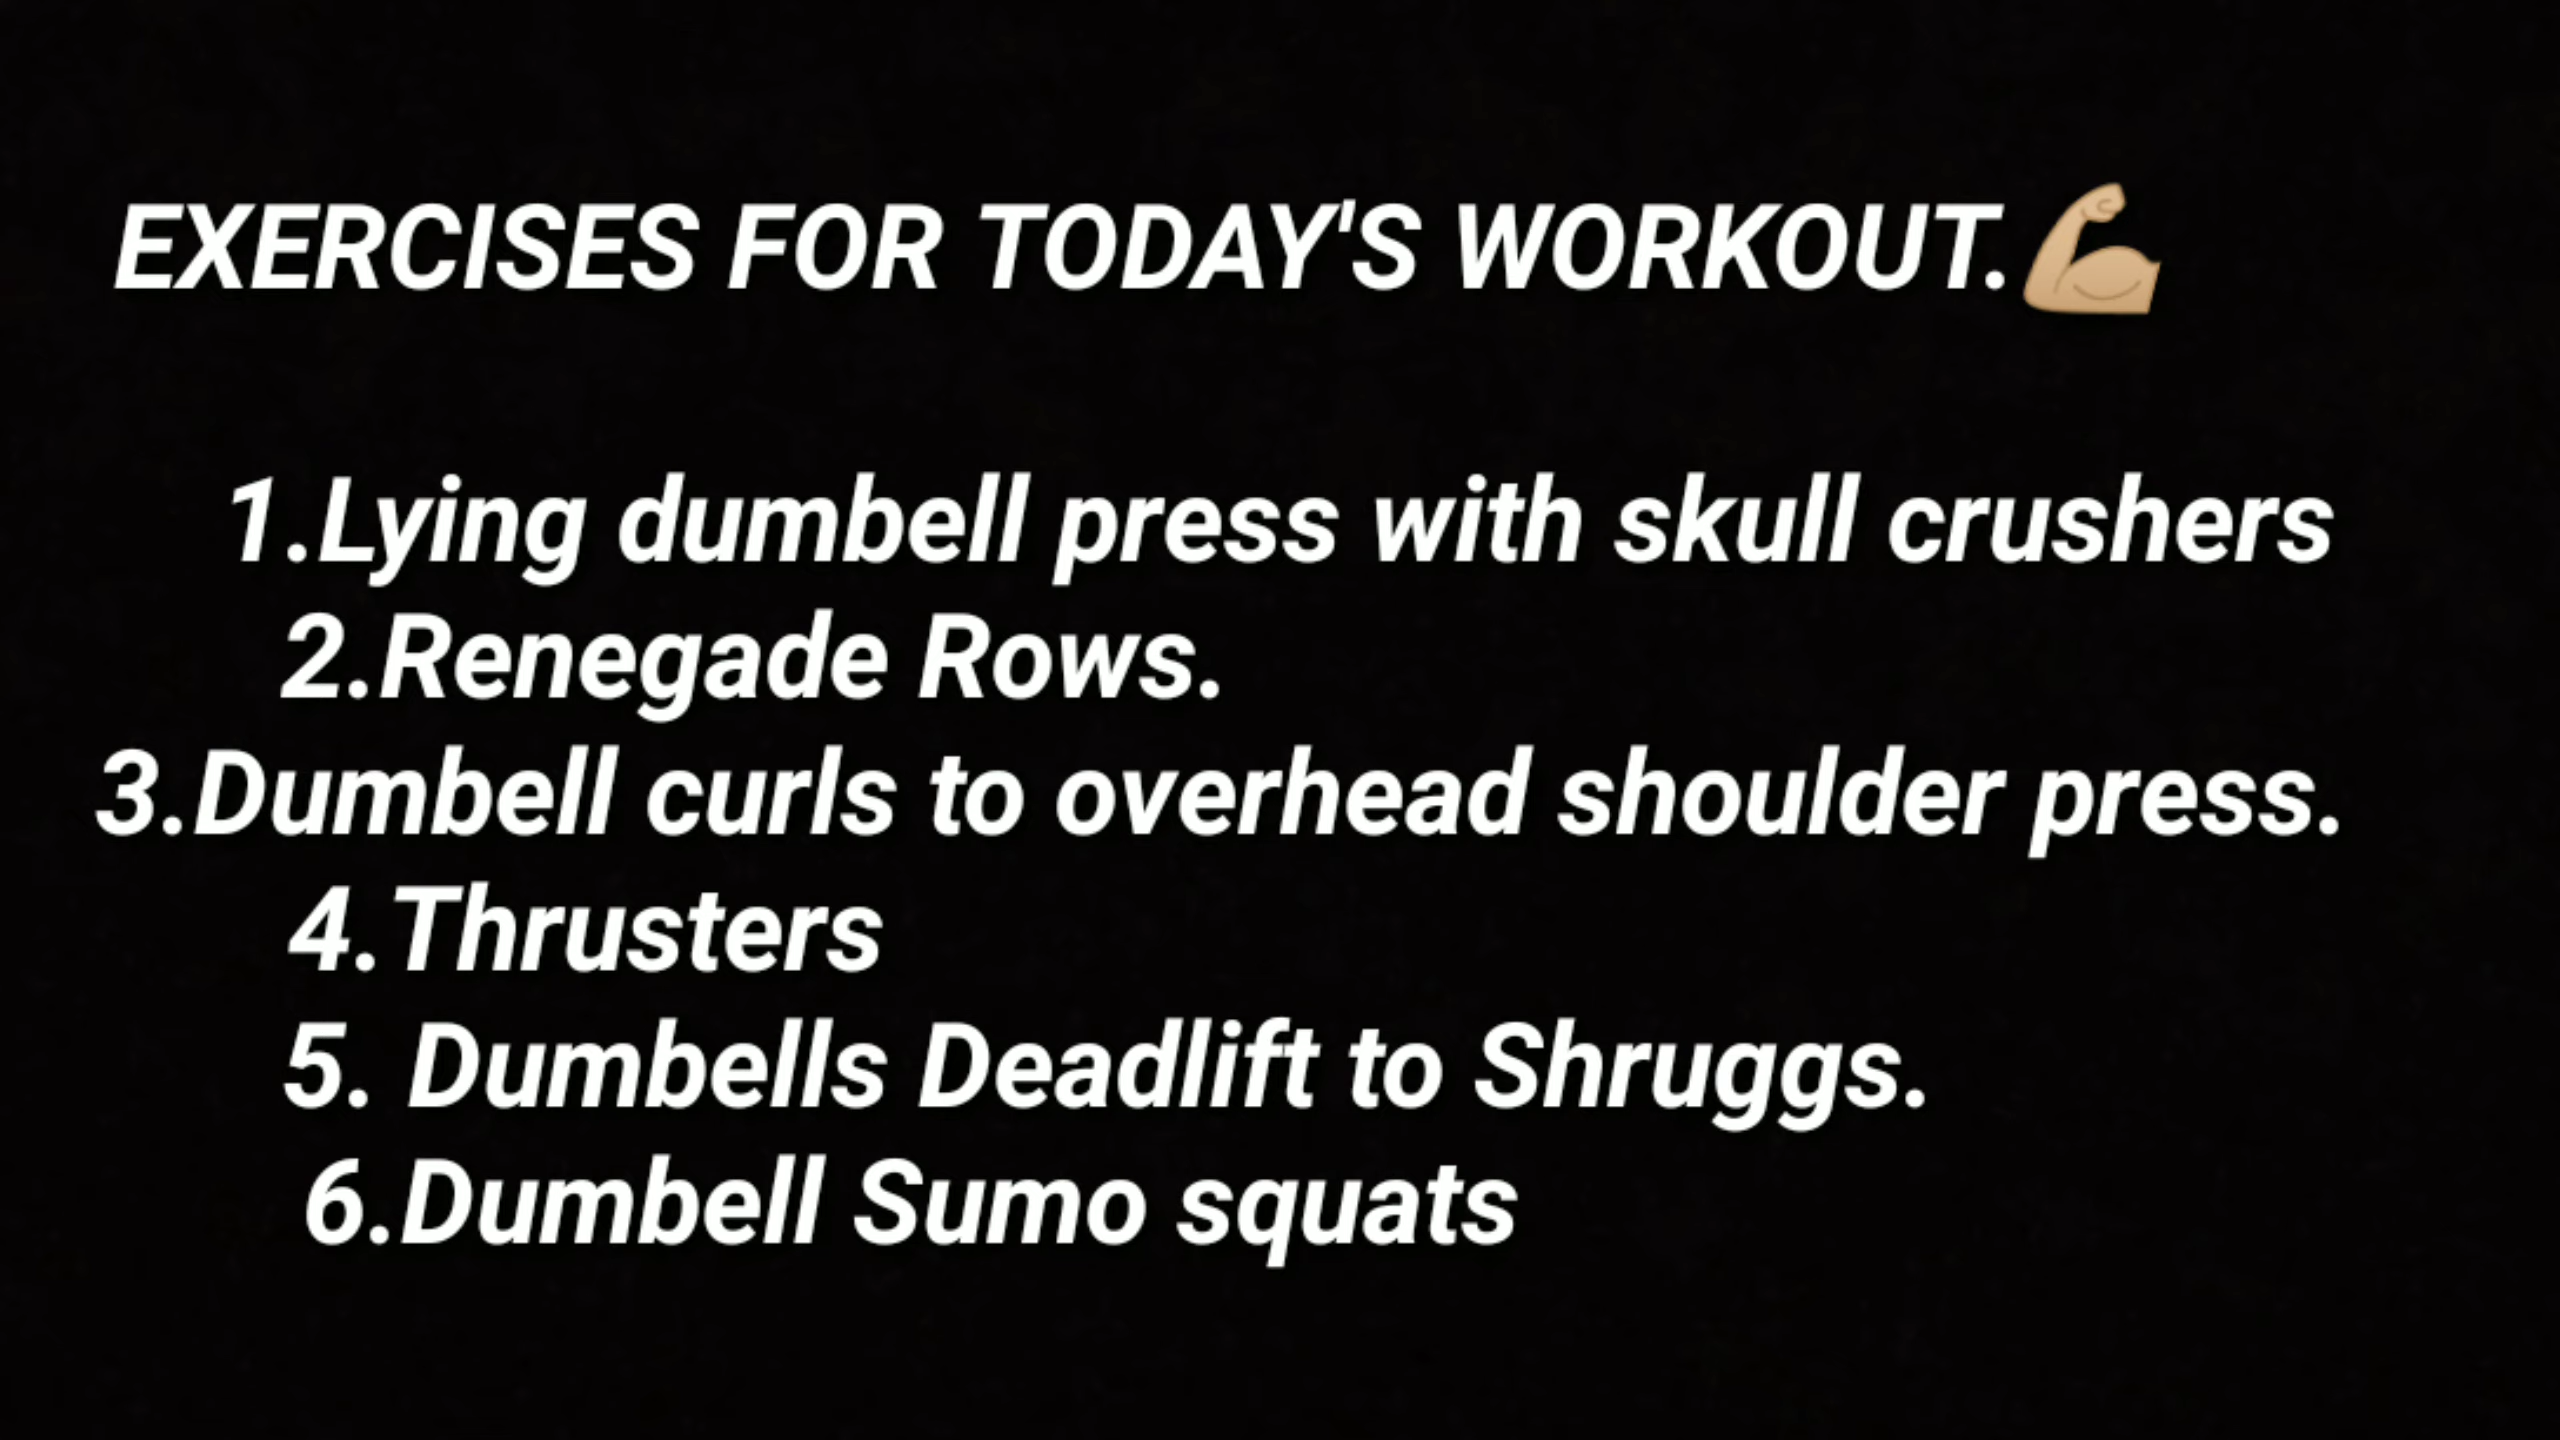 EXERCISES FOR TODAY'S WORKOUT.💪🏼
1.Lying dumbell press with skull crushers
2.Renegade Rows.
3.Dumbell curls to overhead shoulder press.
4.Thrusters
5. Dumbells Deadlift to Shruggs.
6.Dumbell Sumo squats